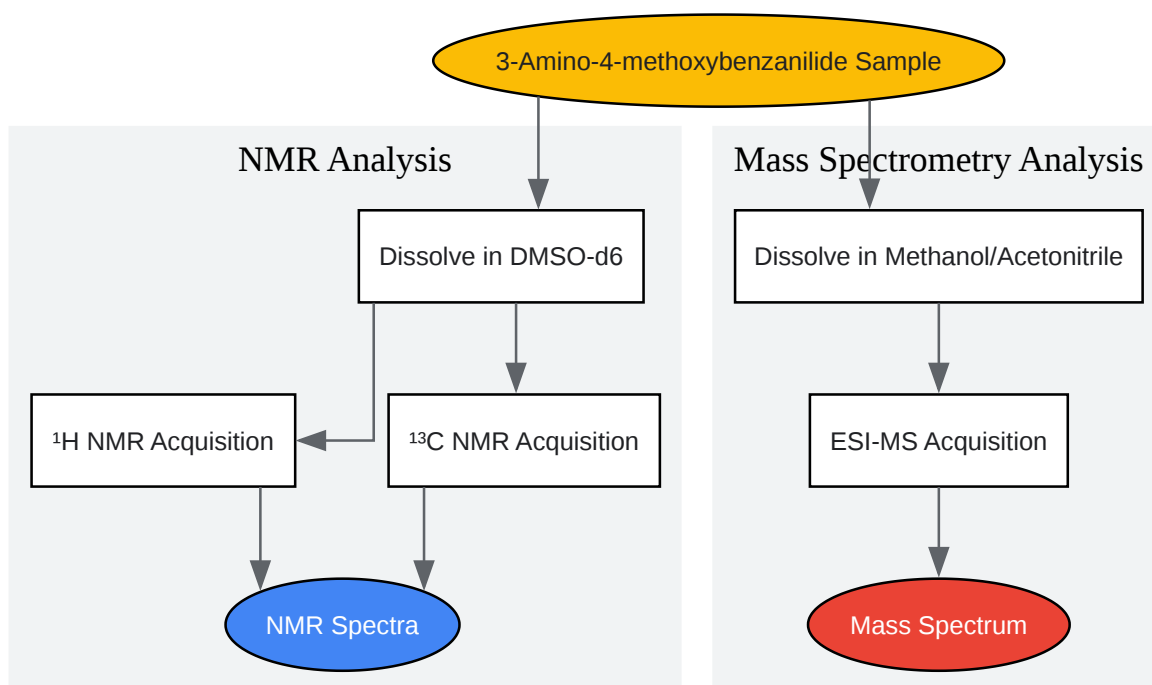 3-Amino-4-methoxybenzanilide Sample
NMR Analysis
Mass Spectrometry Analysis
Dissolve in DMSO-d6
Dissolve in Methanol/Acetonitrile
¹H NMR Acquisition
¹³C NMR Acquisition
ESI-MS Acquisition
NMR Spectra
Mass Spectrum